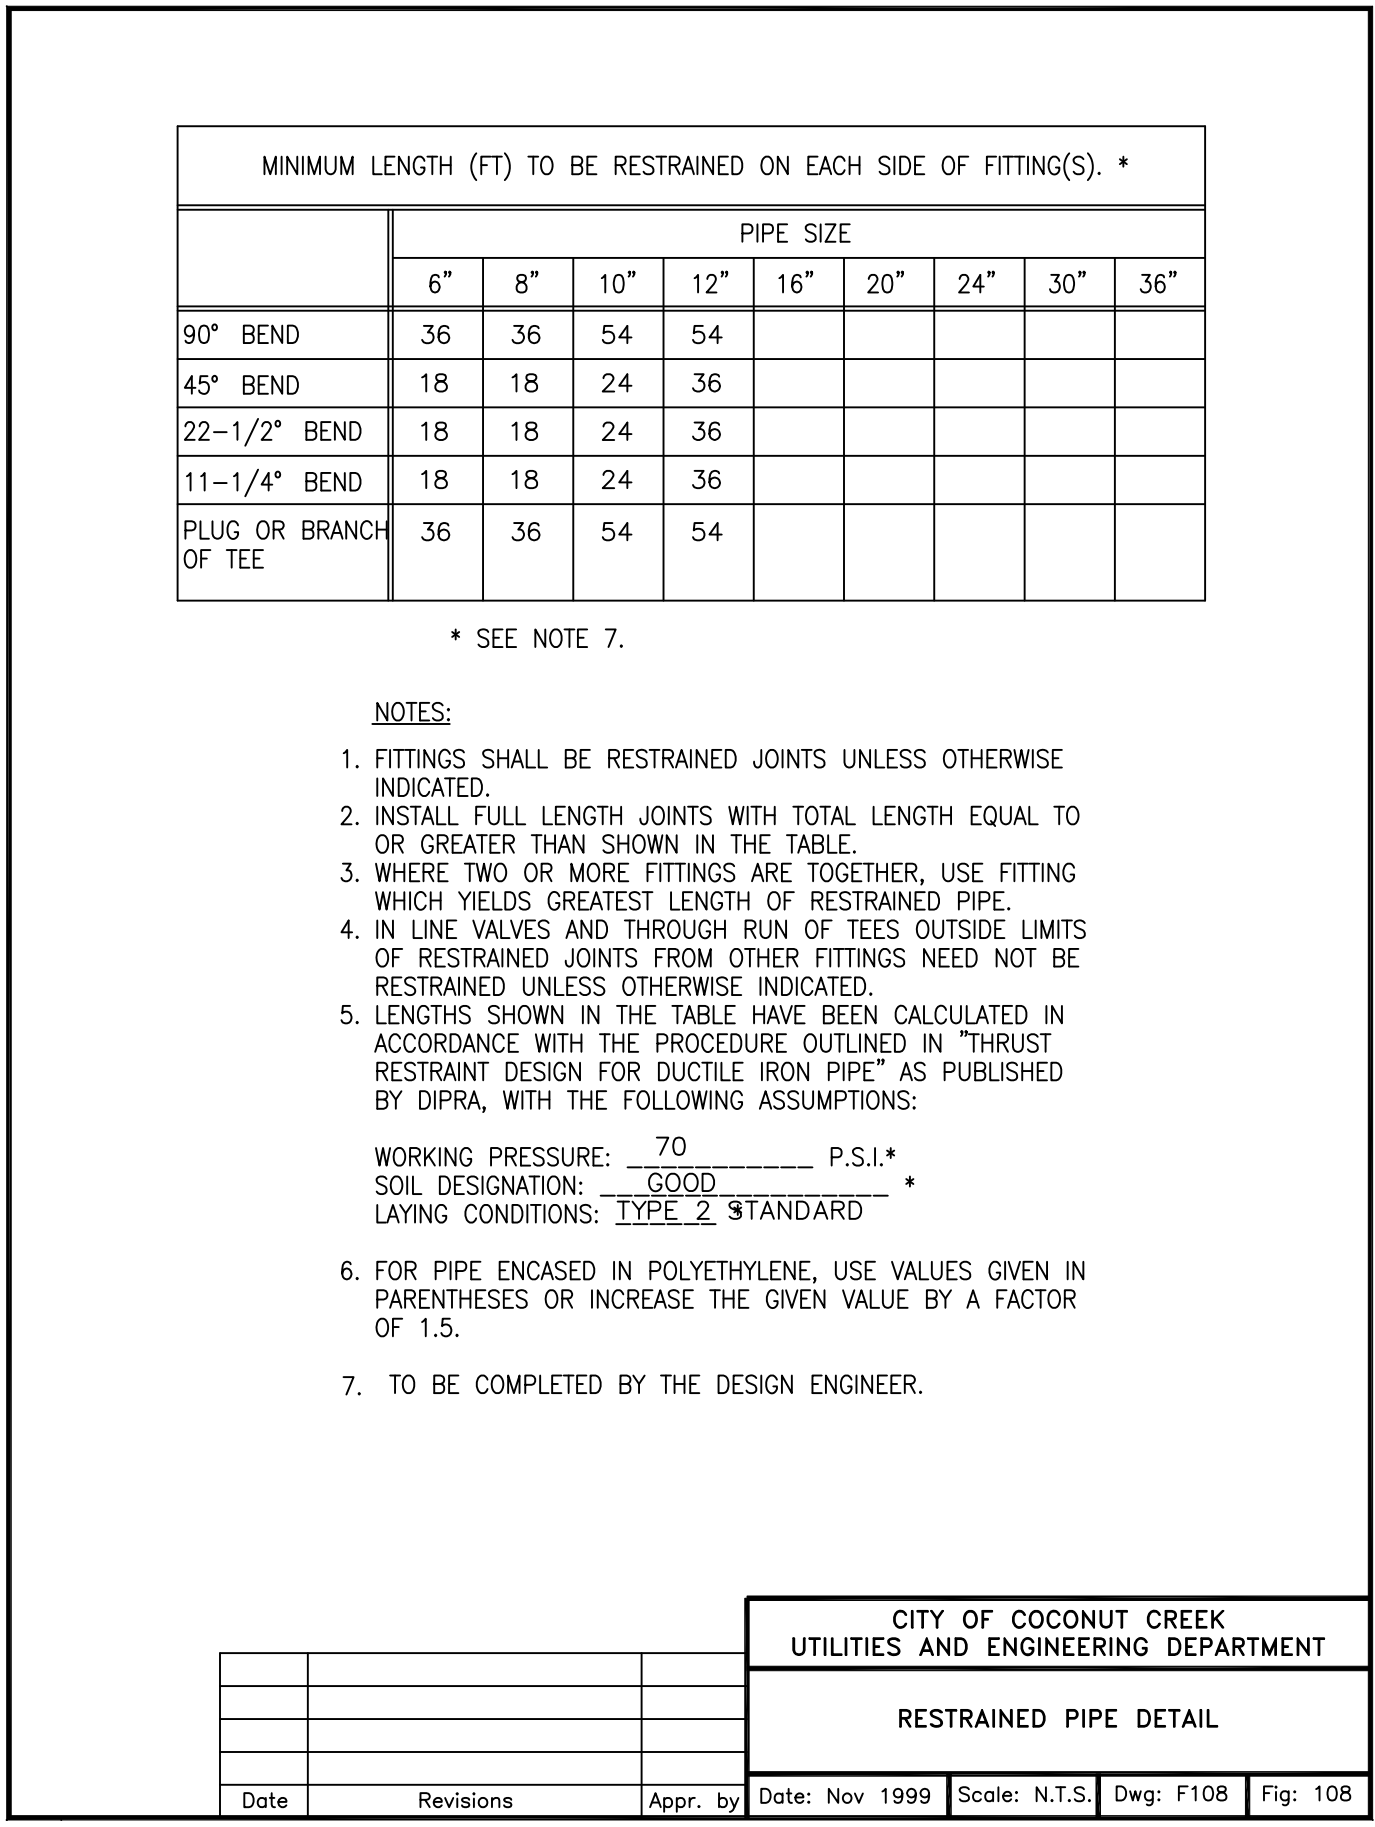 MINIMUM LENGTH (FT) TO BE RESTRAINED ON EACH SIDE OF FITTING(S). *
PIPE SIZE
6" 8" 10" 12" 16" 20" 24" 30" 36"
90° BEND 36 36 54 54
45° BEND 18 18 24 36
22-1/2° BEND 18 18 24 36
11-1/4° BEND 18 18 24 36
PLUG OR BRANCH 36 36 54 54
OF TEE
* SEE NOTE 7.
NOTES:
1. FITTINGS SHALL BE RESTRAINED JOINTS UNLESS OTHERWISE
INDICATED.
2. INSTALL FULL LENGTH JOINTS WITH TOTAL LENGTH EQUAL TO
OR GREATER THAN SHOWN IN THE TABLE.
3. WHERE TWO OR MORE FITTINGS ARE TOGETHER, USE FITTING
WHICH YIELDS GREATEST LENGTH OF RESTRAINED PIPE.
4. IN LINE VALVES AND THROUGH RUN OF TEES OUTSIDE LIMITS
OF RESTRAINED JOINTS FROM OTHER FITTINGS NEED NOT BE
RESTRAINED UNLESS OTHERWISE INDICATED.
5. LENGTHS SHOWN IN THE TABLE HAVE BEEN CALCULATED IN
ACCORDANCE WITH THE PROCEDURE OUTLINED IN "THRUST
RESTRAINT DESIGN FOR DUCTILE IRON PIPE" AS PUBLISHED
BY DIPRA, WITH THE FOLLOWING ASSUMPTIONS:
WORKING PRESSURE: 70 P.S.I.*
SOIL DESIGNATION: GOOD *
LAYING CONDITIONS: TYPE 2 * STANDARD
6. FOR PIPE ENCASED IN POLYETHYLENE, USE VALUES GIVEN IN
PARENTHESES OR INCREASE THE GIVEN VALUE BY A FACTOR
OF 1.5.
7. TO BE COMPLETED BY THE DESIGN ENGINEER.
CITY OF COCONUT CREEK
UTILITIES AND ENGINEERING DEPARTMENT
RESTRAINED PIPE DETAIL
Date Revisions Appr. by Date: Nov 1999 Scale: N.T.S. Dwg: F108 Fig: 108